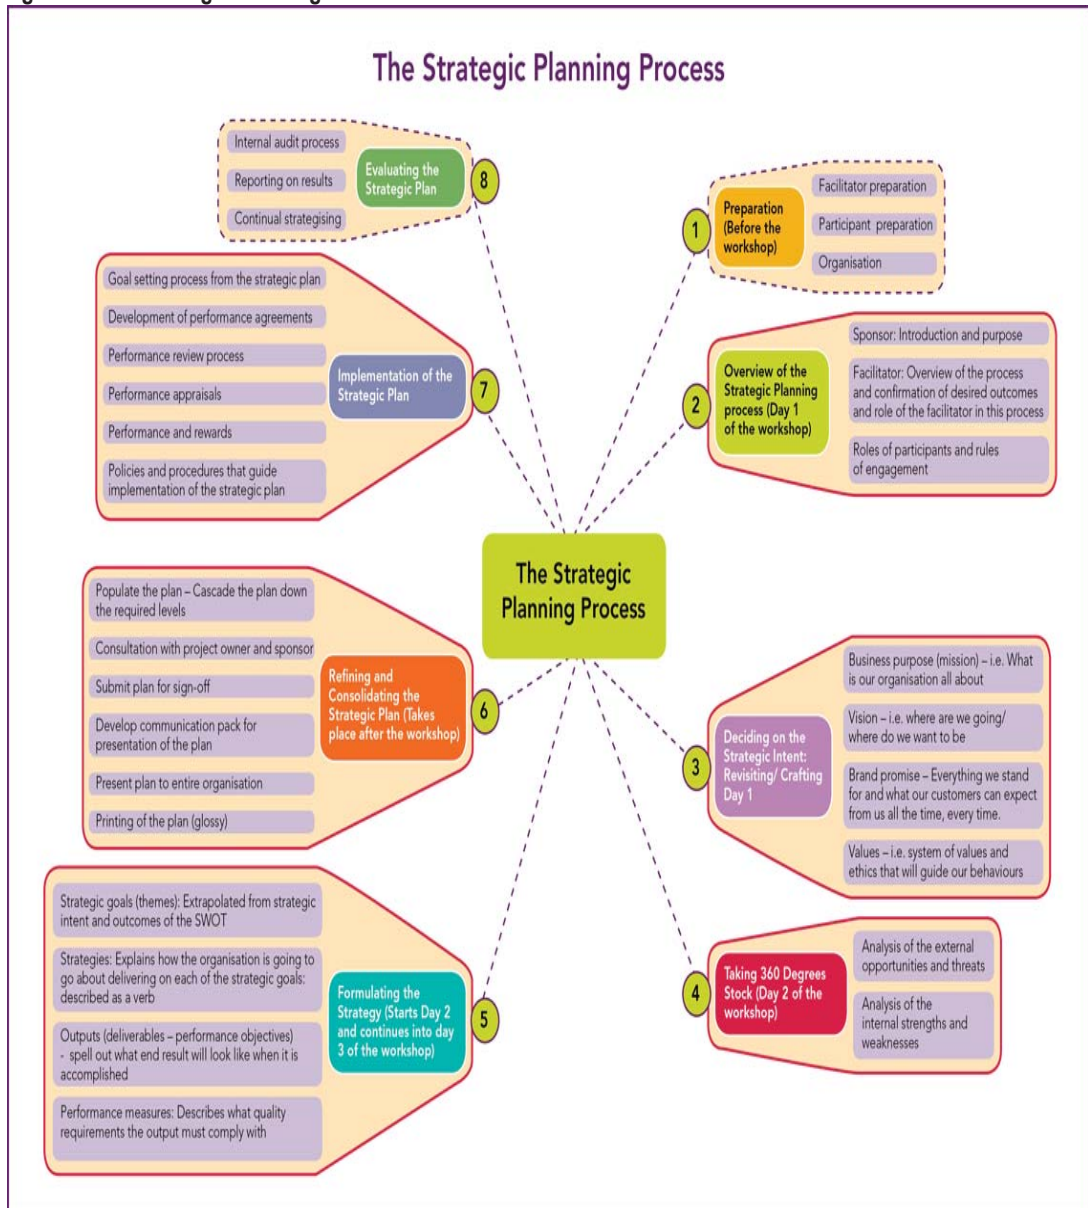 The Strategic Planning Process
Internal audit process
Reporting on results
Continual strategising
Evaluating the
Strategic Plan
8
1
Preparation
(Before the
workshop)
Facilitator preparation
Participant preparation
Organisation
Goal setting process from the strategic plan
Development of performance agreements
Performance review process
Performance appraisals
Performance and rewards
Policies and procedures that guide
implementation of the strategic plan
Implementation of the
Strategic Plan
7
2
Overview of the
Strategic Planning
process (Day 1
of the workshop)
Sponsor: Introduction and purpose
Facilitator: Overview of the process
and confirmation of desired outcomes
and role of the facilitator in this process
Roles of participants and rules
of engagement
The Strategic
Planning Process
Populate the plan – Cascade the plan down
the required levels
Consultation with project owner and sponsor
Submit plan for sign-off
Develop communication pack for
presentation of the plan
Present plan to entire organisation
Printing of the plan (glossy)
Refining and
Consolidating the
Strategic Plan (Takes
place after the workshop)
6
3
Deciding on the
Strategic Intent:
Revisiting/ Crafting
Day 1
Business purpose (mission) – i.e. What
is our organisation all about
Vision – i.e. where are we going/
where do we want to be
Brand promise – Everything we stand
for and what our customers can expect
from us all the time, every time.
Values – i.e. system of values and
ethics that will guide our behaviours
Strategic goals (themes): Extrapolated from strategic
intent and outcomes of the SWOT
Strategies: Explains how the organisation is going to
go about delivering on each of the strategic goals:
described as a verb
Outputs (deliverables – performance objectives)
- spell out what end result will look like when it is
accomplished
Performance measures: Describes what quality
requirements the output must comply with
Formulating the
Strategy (Starts Day 2
and continues into day
3 of the workshop)
5
4
Taking 360 Degrees
Stock (Day 2 of the
workshop)
Analysis of the external
opportunities and threats
Analysis of the
internal strengths and
weaknesses